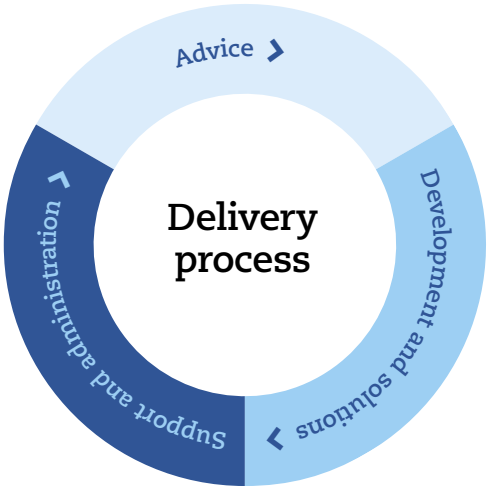 Advice
Development and solutions
Support and administration
Delivery
process